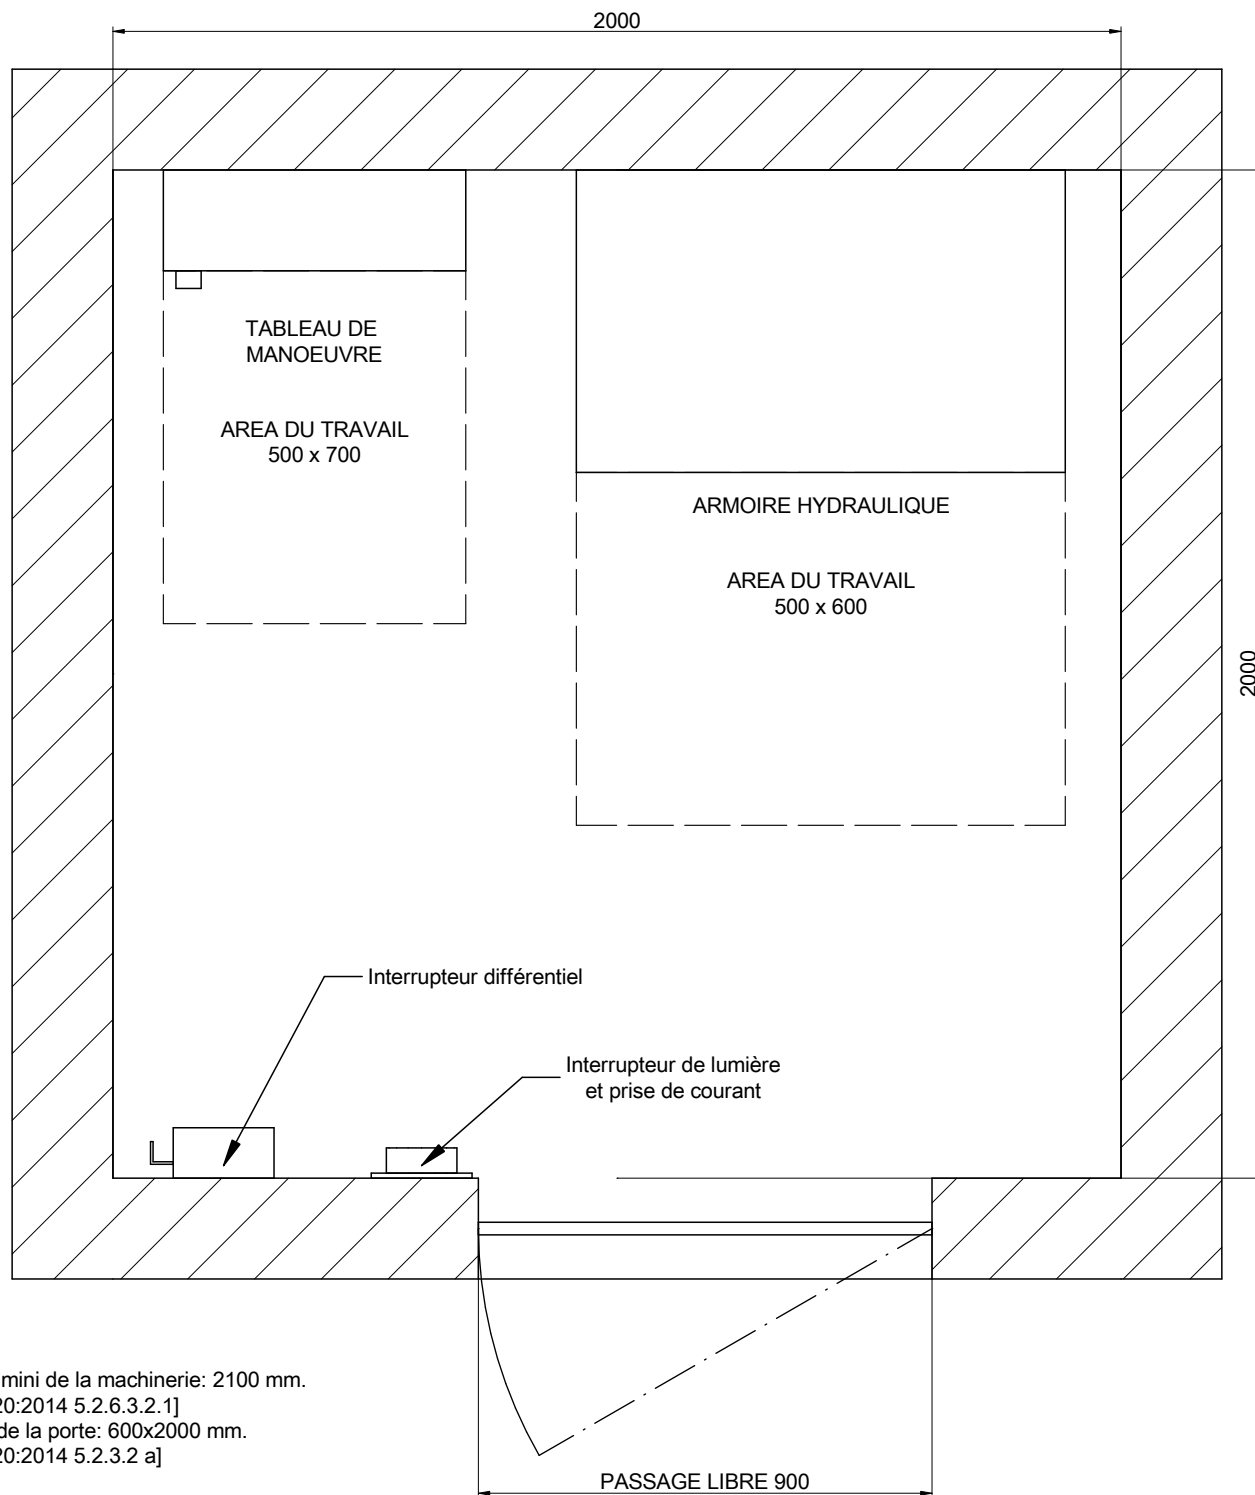 2000
TABLEAU DE
MANOEUVRE
AREA DU TRAVAIL
500 x 700
ARMOIRE HYDRAULIQUE
AREA DU TRAVAIL
500 x 600
2000
Interrupteur différentiel
Interrupteur de lumière
et prise de courant
mini de la machinerie: 2100 mm.
20:2014 5.2.6.3.2.1]
de la porte: 600x2000 mm.
20:2014 5.2.3.2 a]
PASSAGE LIBRE 900